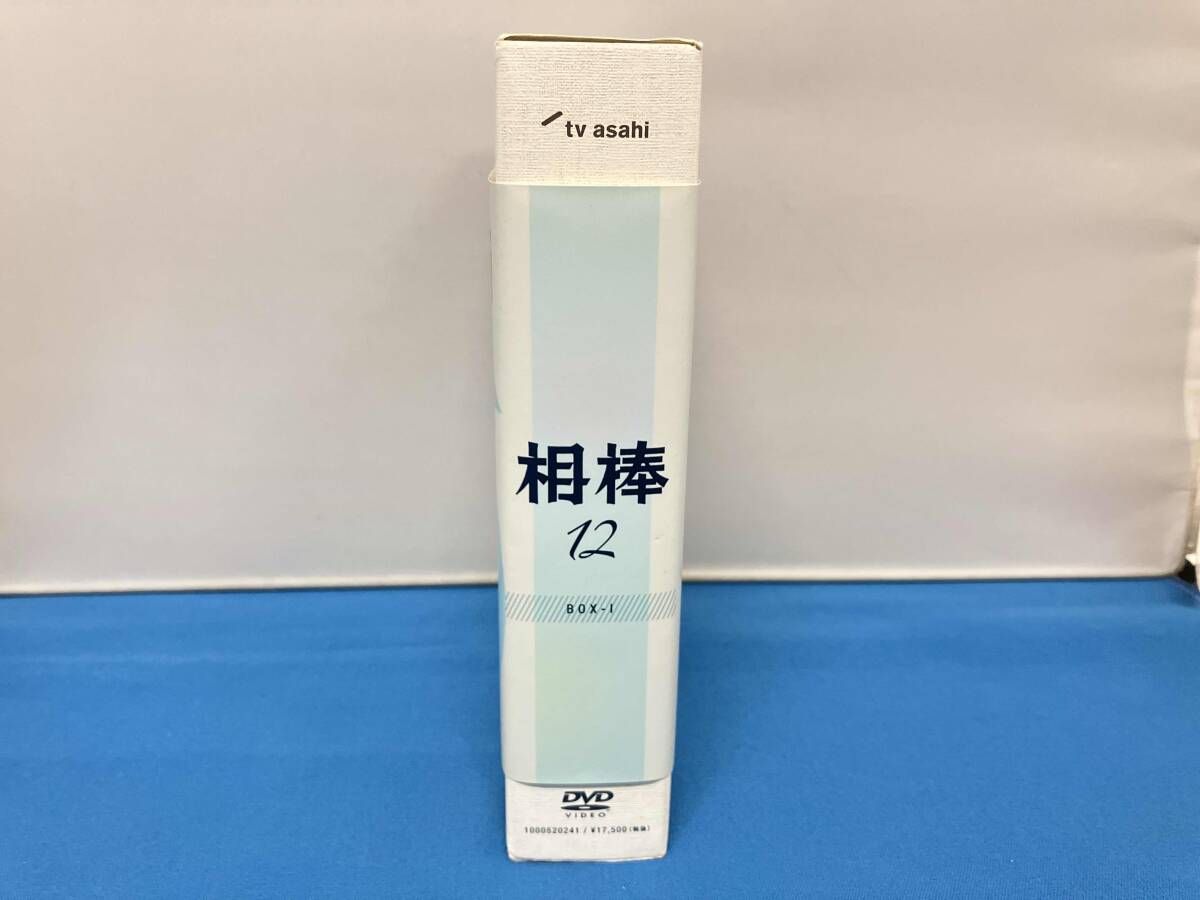 tv asahi
相棒
12
BOX-I
DVD
VIDEO
1000520241 / ¥17,500(税抜)